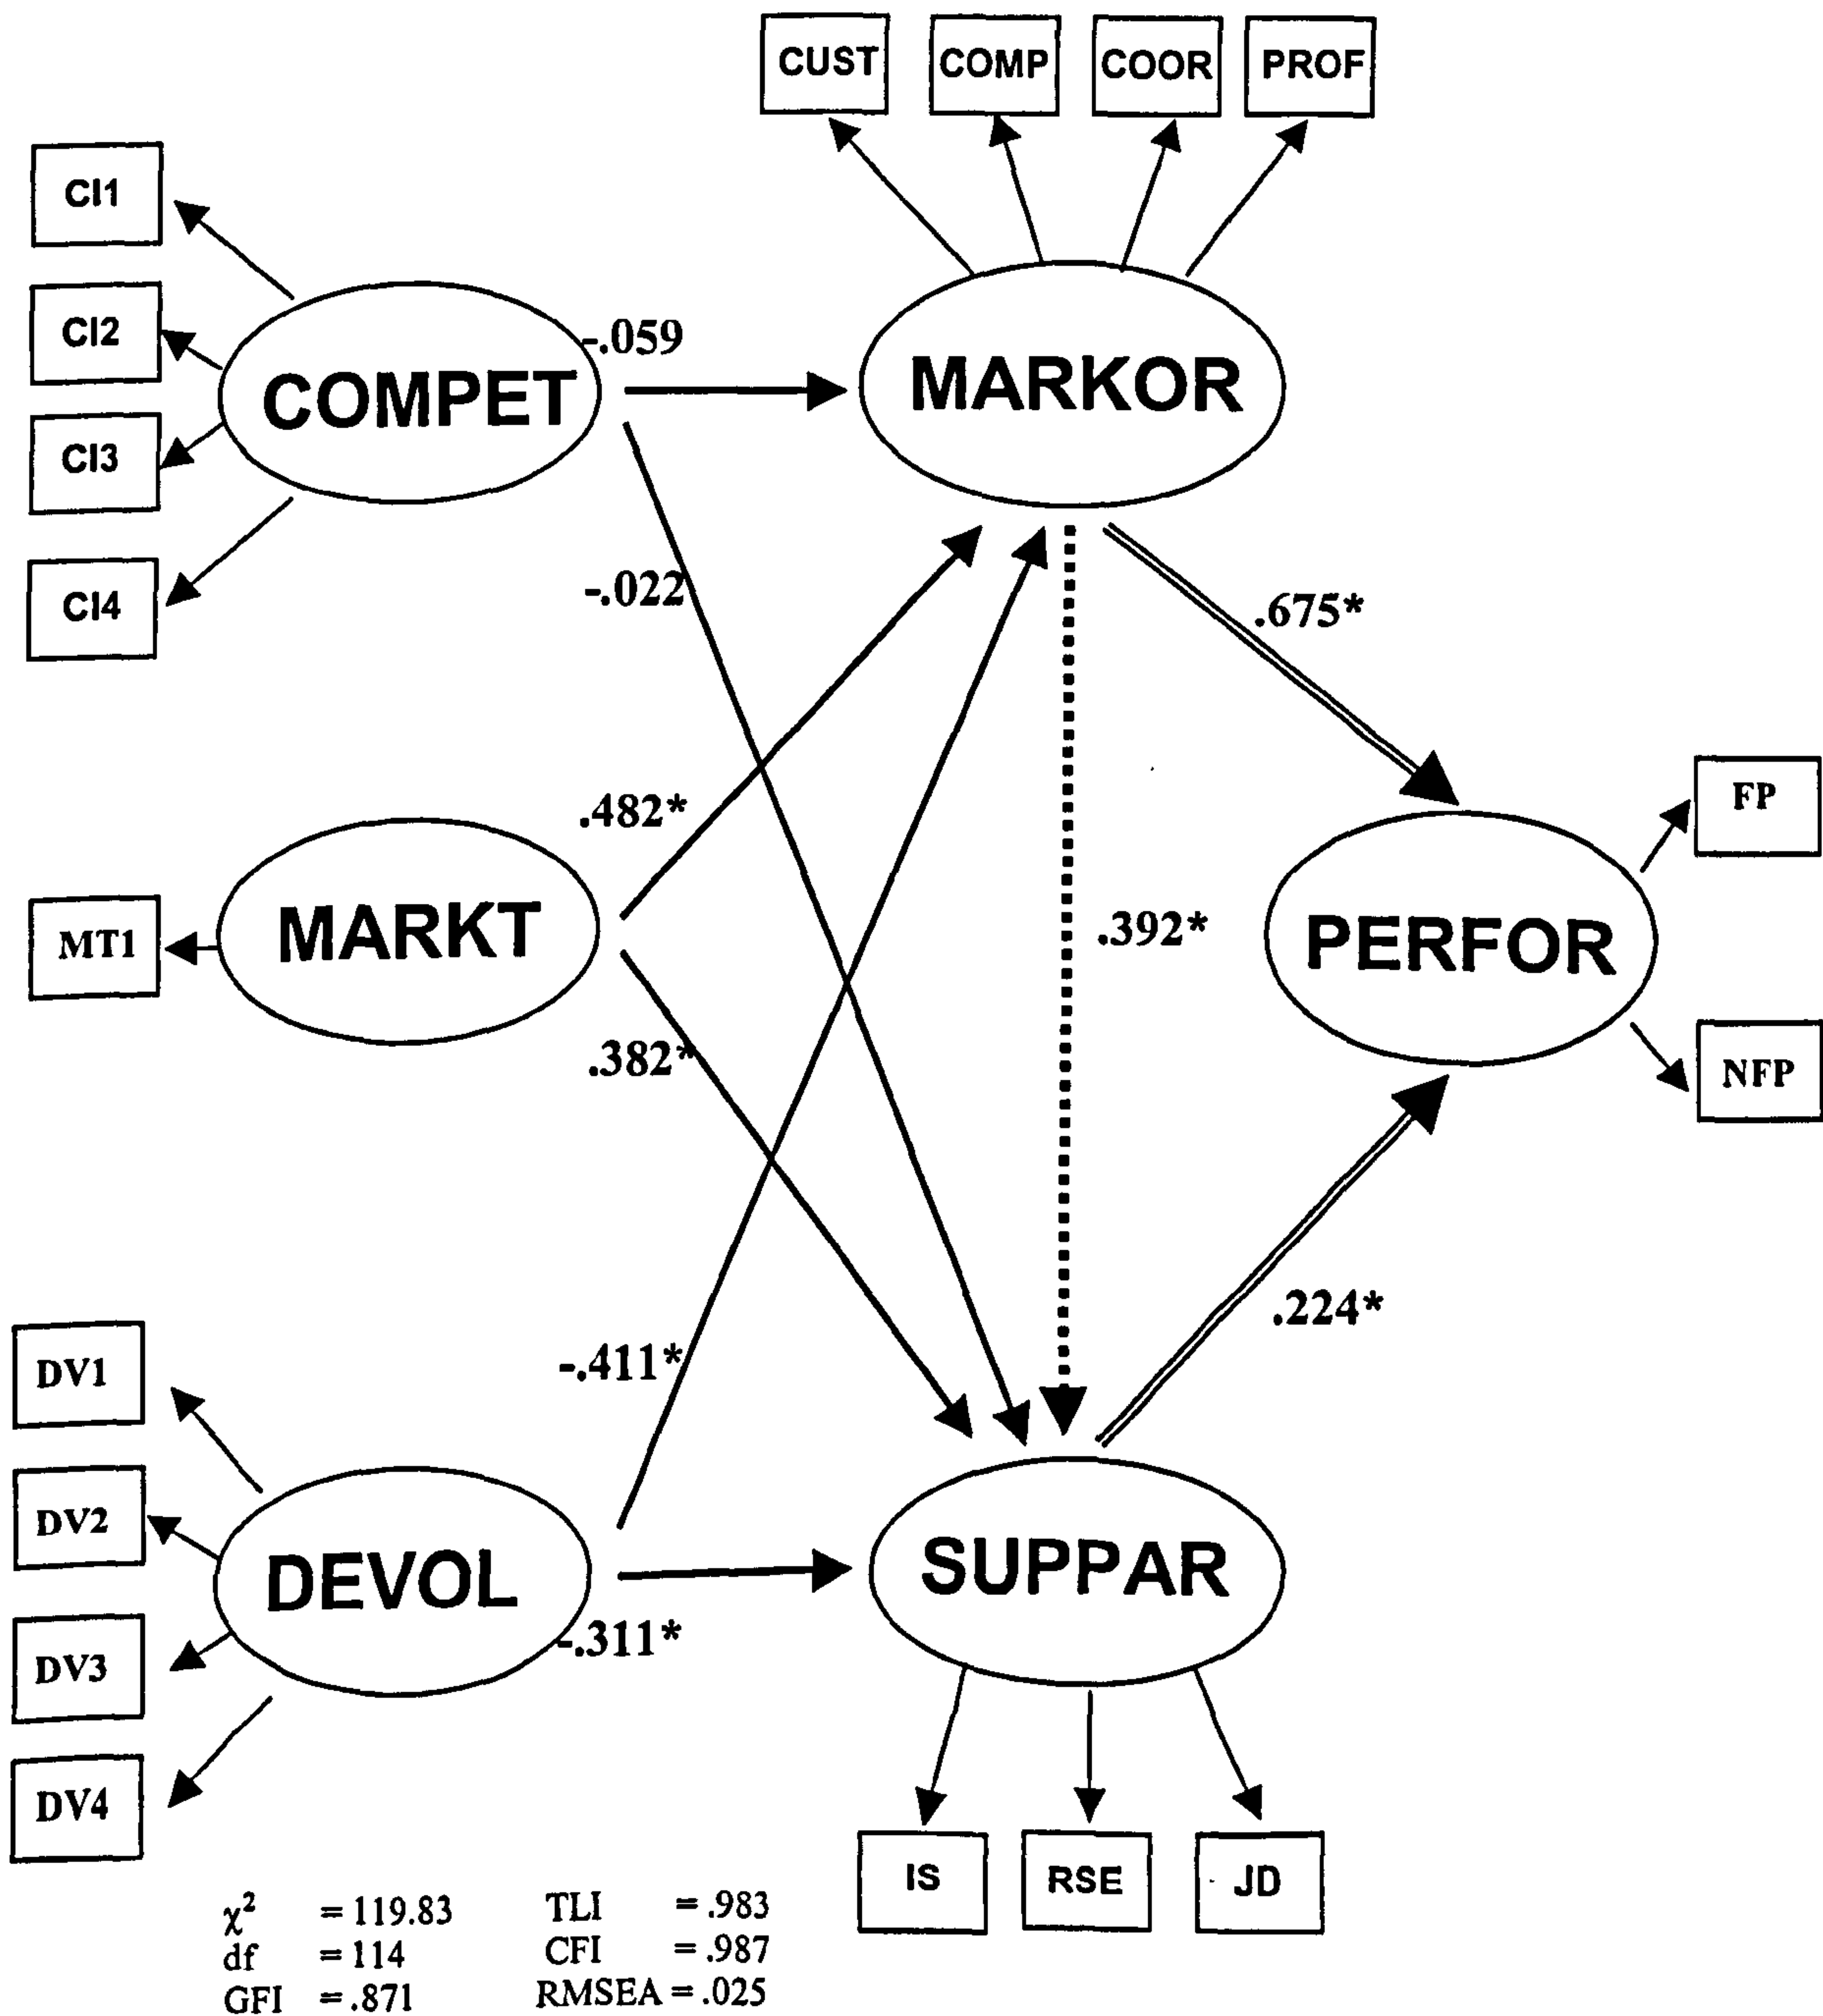 CUST COMP COOR PROF
CI1
CI2
CI3
CI4
COMPET
-.059
MARKOR
-.022
.675*
.482*
MARKT
MT1
.382*
.392*
PERFOR
FP
NFP
-.411*
.224*
DV1
DV2
DV3
DV4
DEVOL
-.311*
SUPPAR
IS RSE JD
χ² = 119.83 TLI = .983
df = 114 CFI = .987
GFI = .871 RMSEA = .025